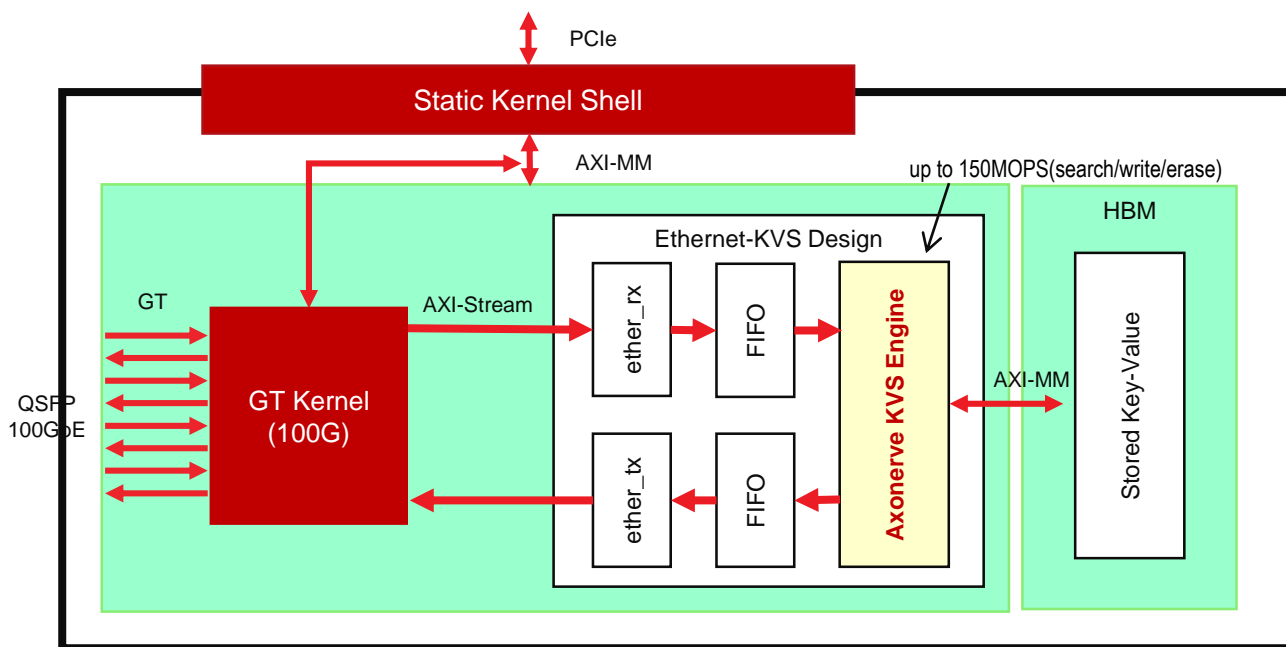 PCIe
Static Kernel Shell
AXI-MM
up to 150MOPS(search/write/erase)
HBM
Ethernet-KVS Design
GT
AXI-Stream
ether_rx
FIFO
Axonerve KVS Engine
AXI-MM
Stored Key-Value
QSFP
100GbE
GT Kernel
(100G)
ether_tx
FIFO